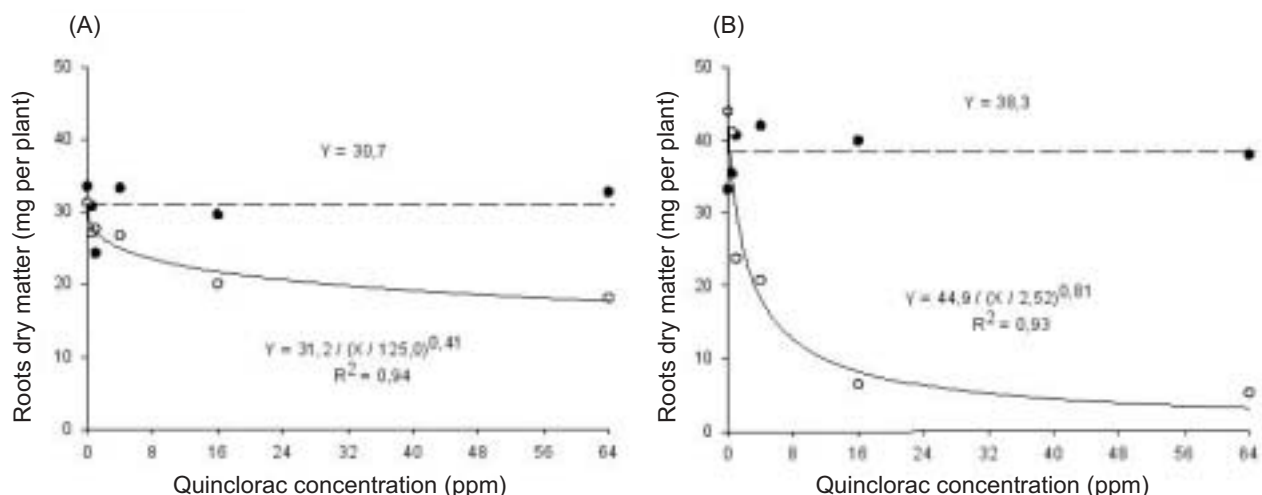 (A)
Roots dry matter (mg per plant)
50
40
30
20
10
0
Y = 30,7
Y = 31,2 / (X / 125,0)^0,41
R^2 = 0,94
0 8 16 24 32 40 48 56 64
Quinclorac concentration (ppm)
(B)
Roots dry matter (mg per plant)
50
40
30
20
10
0
Y = 38,3
Y = 44,9 / (X / 2,52)^0,81
R^2 = 0,93
0 8 16 24 32 40 48 56 64
Quinclorac concentration (ppm)